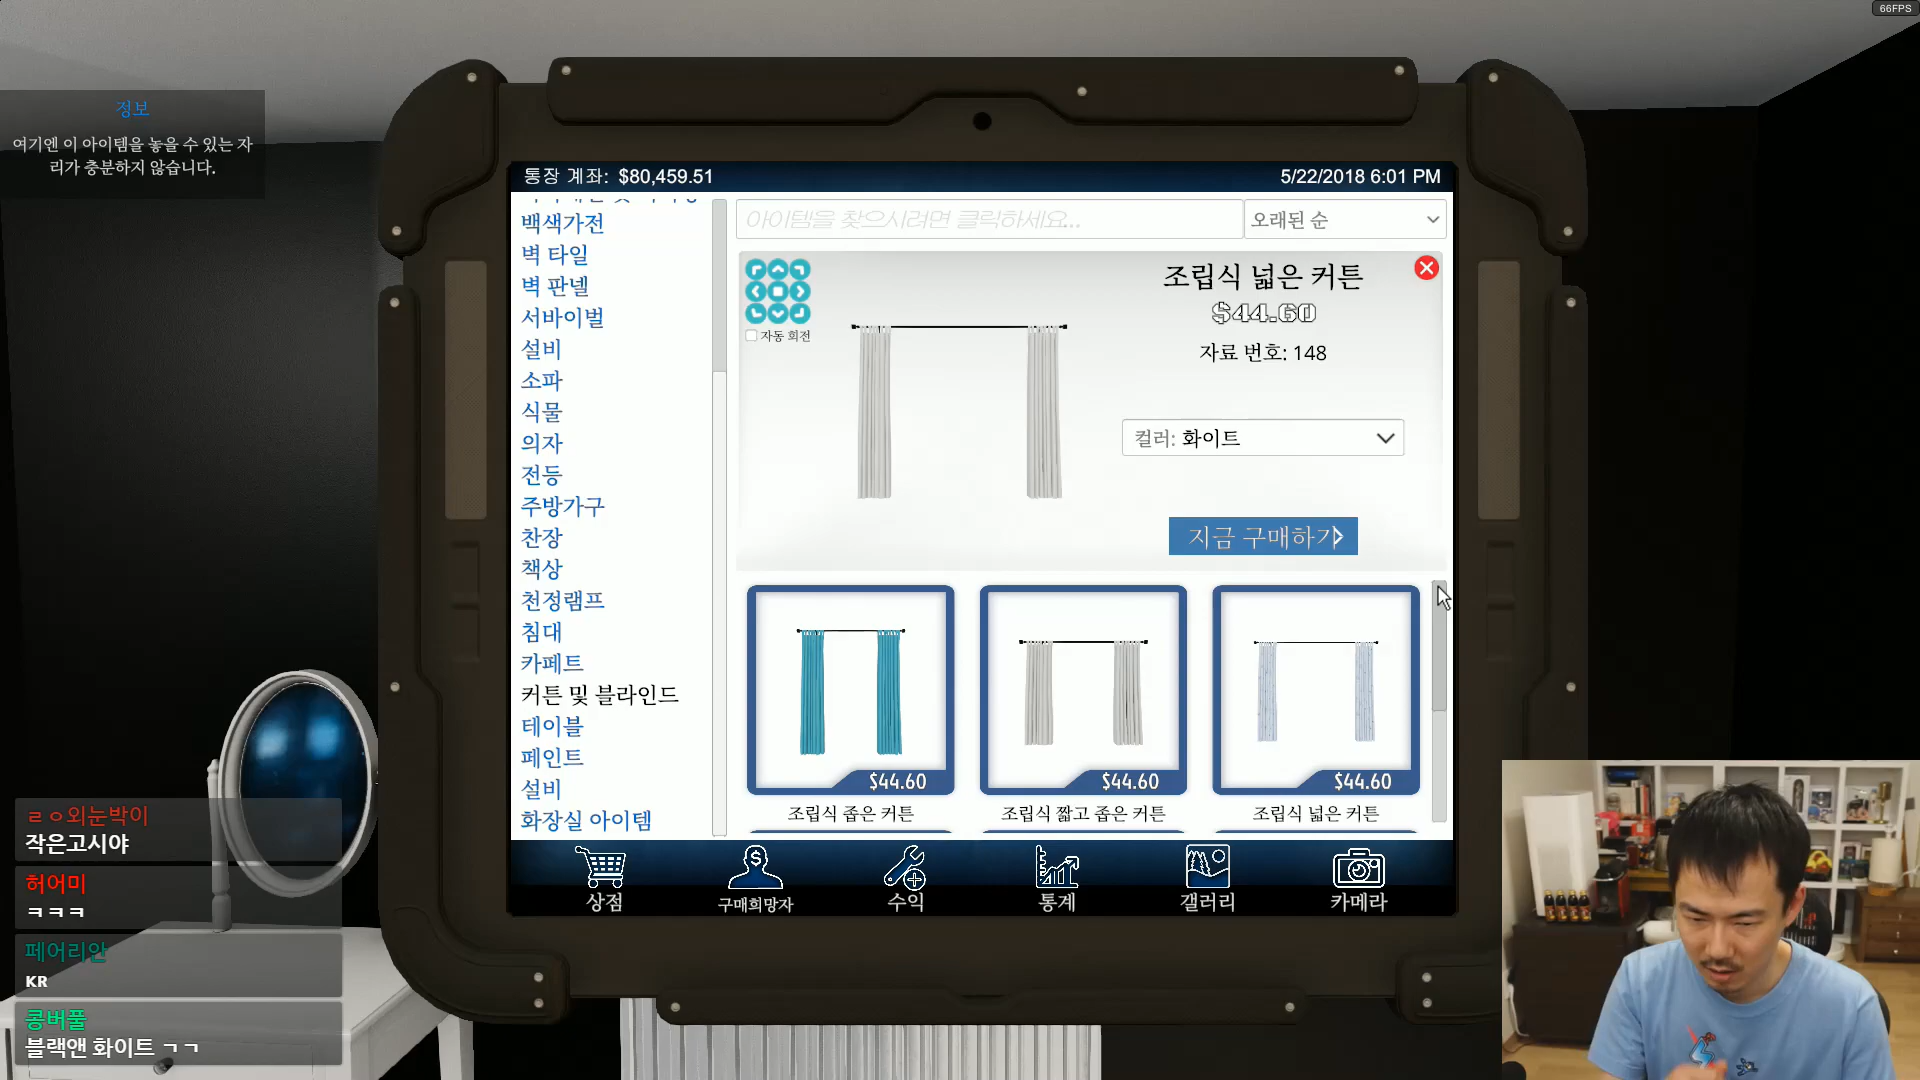 66FPS
정보
여기엔 이 아이템을 놓을 수 있는 자
리가 충분하지 않습니다.
통장 계좌: $80,459.51
5/22/2018 6:01 PM
백색가전
벽 타일
벽 판넬
서바이벌
설비
소파
식물
의자
전등
주방가구
찬장
책상
천정램프
침대
카페트
커튼 및 블라인드
테이블
페인트
설비
화장실 아이템
아이템을 찾으시려면 클릭하세요...
오래된 순
자동 회전
조립식 넓은 커튼
$44.60
자료 번호: 148
컬러: 화이트
지금 구매하기
$44.60
$44.60
$44.60
조립식 좁은 커튼
조립식 짧고 좁은 커튼
조립식 넓은 커튼
상점
구매희망자
수익
통계
갤러리
카메라
ㄹㅇ외눈박이
작은고시야
허어미
ㅋㅋㅋ
페어리안
KR
콩버풀
블랙앤 화이트 ㄱㄱ